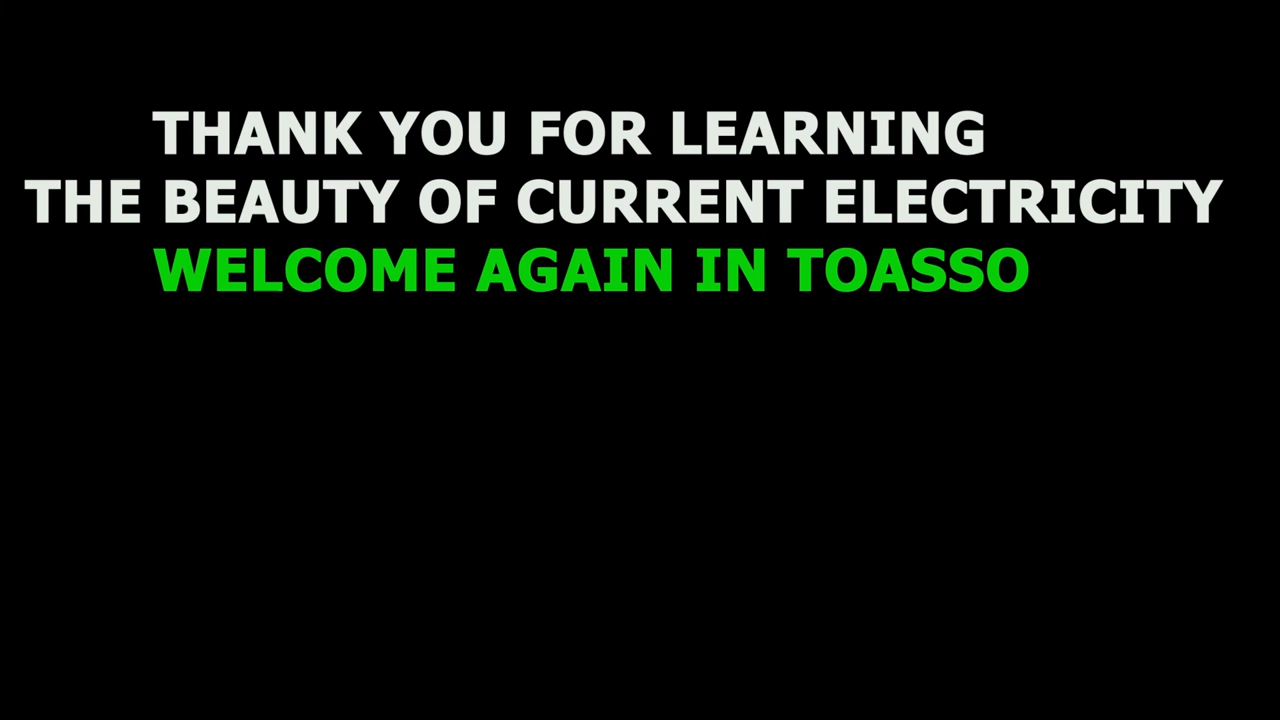 THANK YOU FOR LEARNING
THE BEAUTY OF CURRENT ELECTRICITY
WELCOME AGAIN IN TOASSO